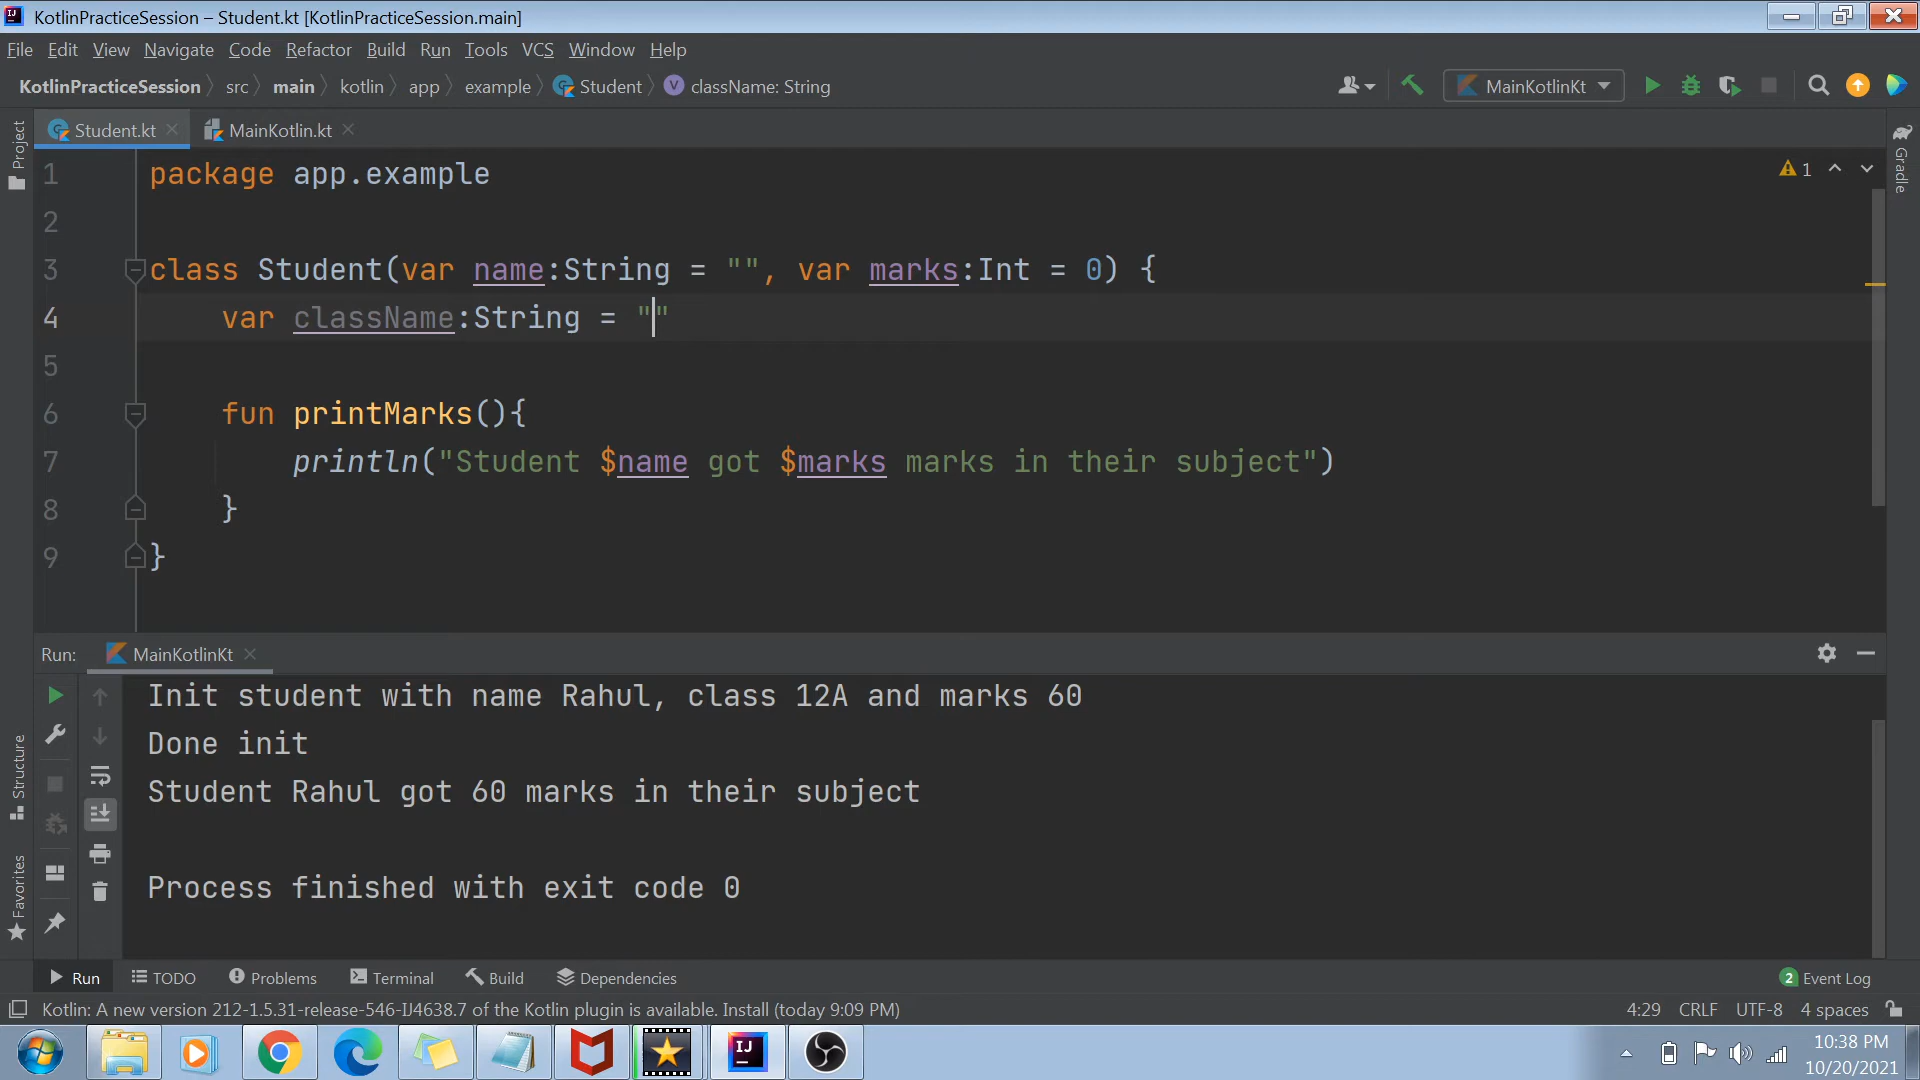 KotlinPracticeSession – Student.kt [KotlinPracticeSession.main]
File Edit View Navigate Code Refactor Build Run Tools VCS Window Help
KotlinPracticeSession src main kotlin app example Student className: String MainKotlinKt
Student.kt MainKotlin.kt
Project
Gradle
1 package app.example
1
2
3 class Student(var name:String = "", var marks:Int = 0) {
4 var className:String = ""
5
6 fun printMarks(){
7 println("Student $name got $marks marks in their subject")
8 }
9 }
Run: MainKotlinKt
Init student with name Rahul, class 12A and marks 60
Done init
Student Rahul got 60 marks in their subject
Process finished with exit code 0
Structure
Favorites
Run TODO Problems Terminal Build Dependencies 2 Event Log
Kotlin: A new version 212-1.5.31-release-546-IJ4638.7 of the Kotlin plugin is available. Install (today 9:09 PM) 4:29 CRLF UTF-8 4 spaces
10:38 PM
10/20/2021